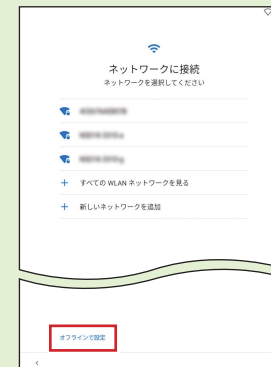 ネットワークに接続
ネットワークを選択してください
すべての WLAN ネットワークを見る
新しいネットワークを追加
オフラインで設定